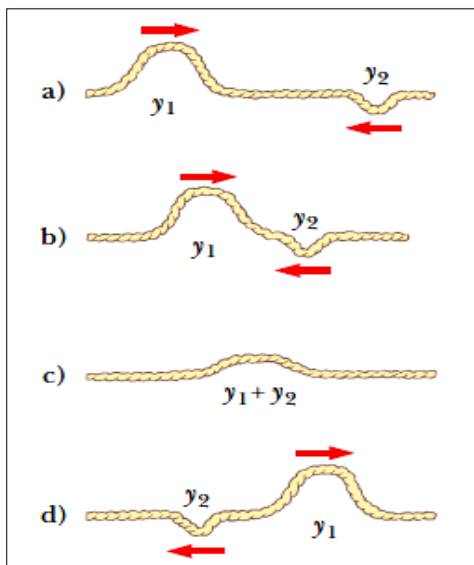 a) y₁ y₂
b) y₁ y₂
c) y₁ + y₂
d) y₂ y₁